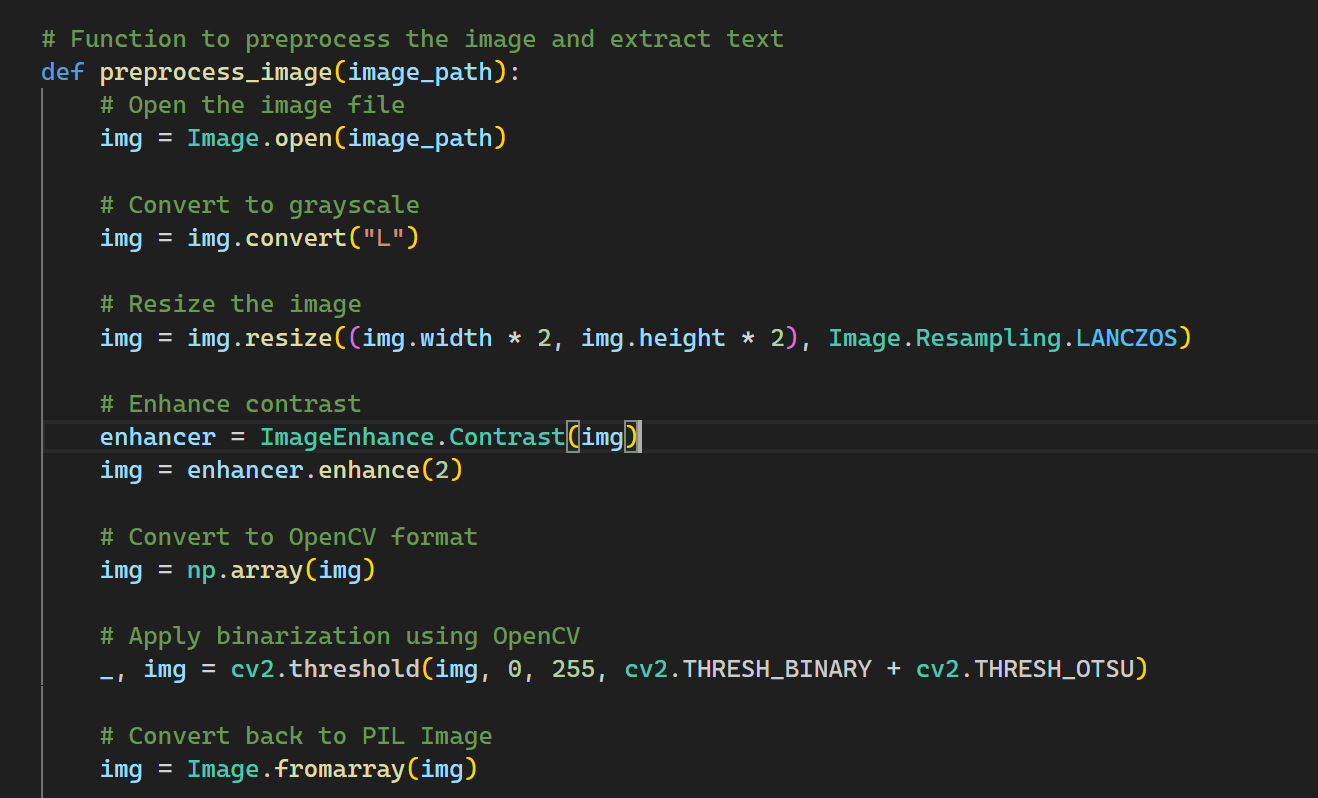 # Function to preprocess the image and extract text
def preprocess_image(image_path):
    # Open the image file
    img = Image.open(image_path)

    # Convert to grayscale
    img = img.convert("L")

    # Resize the image
    img = img.resize((img.width * 2, img.height * 2), Image.Resampling.LANCZOS)

    # Enhance contrast
    enhancer = ImageEnhance.Contrast(img)
    img = enhancer.enhance(2)

    # Convert to OpenCV format
    img = np.array(img)

    # Apply binarization using OpenCV
    _, img = cv2.threshold(img, 0, 255, cv2.THRESH_BINARY + cv2.THRESH_OTSU)

    # Convert back to PIL Image
    img = Image.fromarray(img)